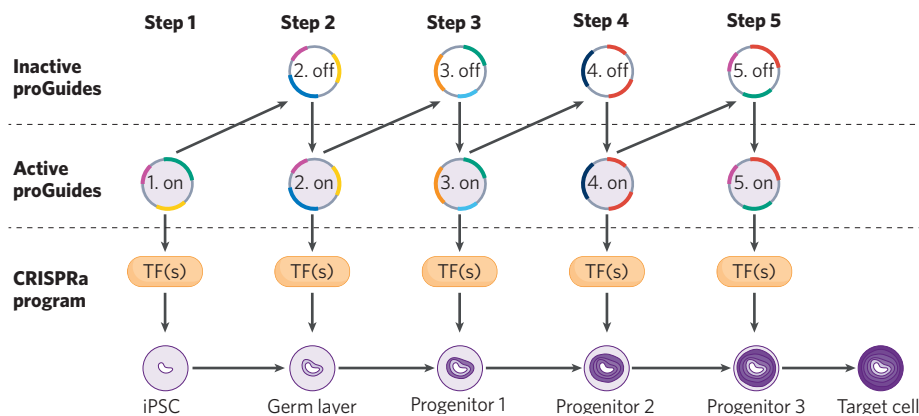 Step 1 Step 2 Step 3 Step 4 Step 5
Inactive
proGuides
2. off 3. off 4. off 5. off
Active
proGuides
1. on 2. on 3. on 4. on 5. on
CRISPRa
program
TF(s) TF(s) TF(s) TF(s) TF(s)
iPSC Germ layer Progenitor 1 Progenitor 2 Progenitor 3 Target cell